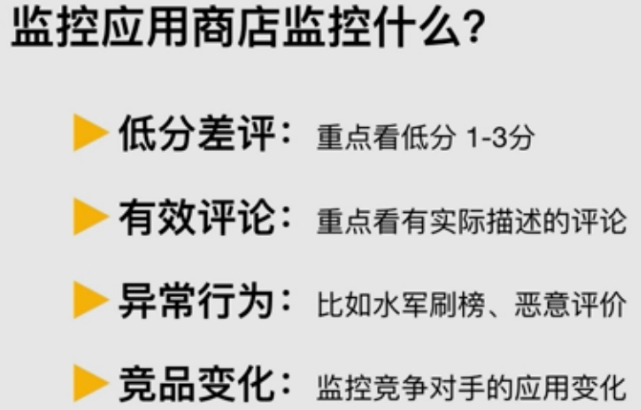 监控应用商店监控什么?
低分差评： 重点看低分 1-3分
有效评论： 重点看有实际描述的评论
异常行为： 比如水军刷榜、恶意评价
竞品变化： 监控竞争对手的应用变化